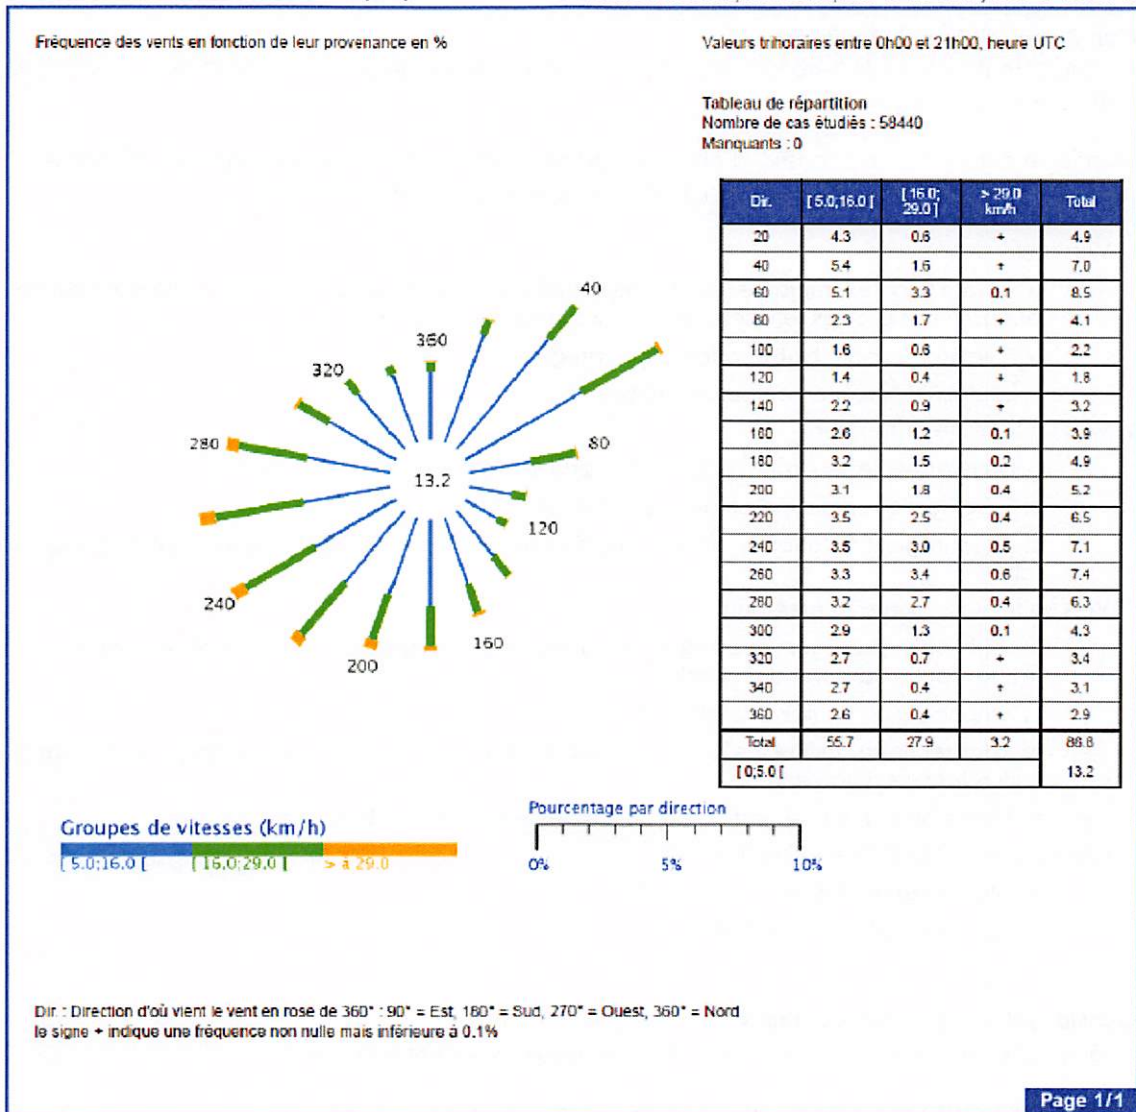 Fréquence des vents en fonction de leur provenance en %
Valeurs trihoraires entre 0h00 et 21h00, heure UTC
Tableau de répartition
Nombre de cas étudiés : 58440
Manquants : 0
Dir. [ 5.0;16.0 [ [ 16.0; 29.0 ] > 29.0 km/h Total
20 4.3 0.6 + 4.9
40 5.4 1.6 + 7.0
60 5.1 3.3 0.1 8.5
80 2.3 1.7 + 4.1
100 1.6 0.6 + 2.2
120 1.4 0.4 + 1.8
140 2.2 0.9 + 3.2
160 2.6 1.2 0.1 3.9
180 3.2 1.5 0.2 4.9
200 3.1 1.8 0.4 5.2
220 3.5 2.5 0.4 6.5
240 3.5 3.0 0.5 7.1
260 3.3 3.4 0.6 7.4
280 3.2 2.7 0.4 6.3
300 2.9 1.3 0.1 4.3
320 2.7 0.7 + 3.4
340 2.7 0.4 + 3.1
360 2.6 0.4 + 2.9
Total 55.7 27.9 3.2 86.8
[ 0;5.0 [ 13.2
40
360
320
280
80
13.2
120
240
160
200
Groupes de vitesses (km/h)
[ 5.0;16.0 [ [ 16.0;29.0 ] > à 29.0
Pourcentage par direction
0% 5% 10%
Dir. : Direction d'où vient le vent en rose de 360° : 90° = Est, 180° = Sud, 270° = Ouest, 360° = Nord
le signe + indique une fréquence non nulle mais inférieure à 0.1%
Page 1/1